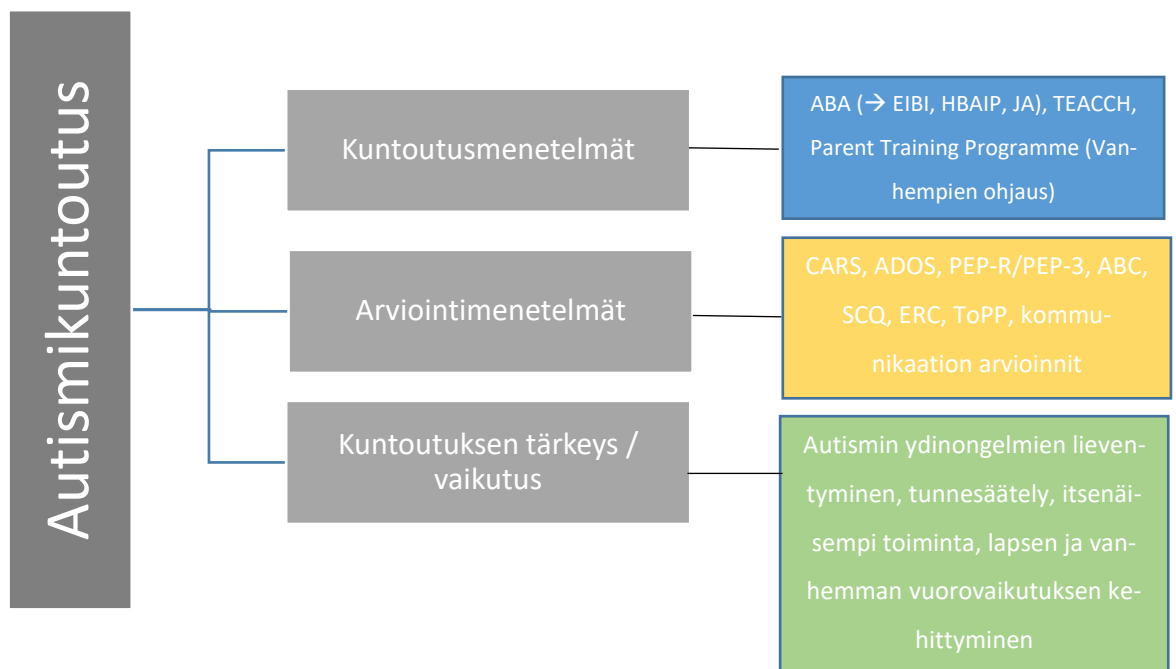 Autismikuntoutus
Kuntoutusmenetelmät
ABA (→ EIBI, HBAIP, JA), TEACCH,
Parent Training Programme (Van-
hempien ohjaus)
Arviointimenetelmät
CARS, ADOS, PEP-R/PEP-3, ABC,
SCQ, ERC, ToPP, kommu-
nikaation arvioinnit
Kuntoutuksen tärkeys /
vaikutus
Autismin ydinongelmien lieven-
tyminen, tunnesäätely, itsenäi-
sempi toiminta, lapsen ja van-
hemman vuorovaikutuksen ke-
hittyminen